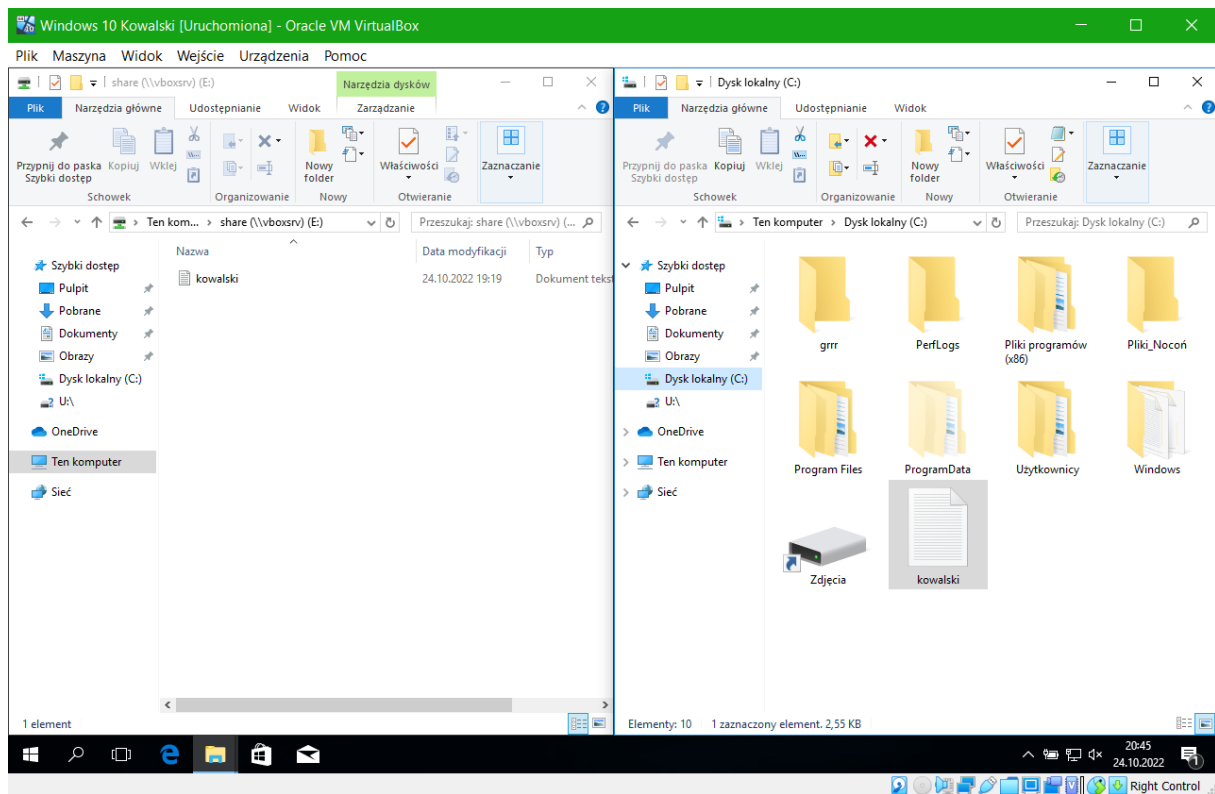 Windows 10 Kowalski [Uruchomiona] - Oracle VM VirtualBox
Plik Maszyna Widok Wejście Urządzenia Pomoc
share (\\vboxsrv) (E:)
Narzędzia dysków
Plik Narzędzia główne Udostępnianie Widok Zarządzanie
Przypnij do paska Szybki dostęp
Kopiuj
Wklej
Nowy folder
Właściwości
Zaznaczanie
Schowek Organizowanie Nowy Otwieranie
Ten kom... > share (\\vboxsrv) (E:)
Przeszukaj: share (\\vboxsrv) (...
Szybki dostęp
Pulpit
Pobrane
Dokumenty
Obrazy
Dysk lokalny (C:)
U:\
OneDrive
Ten komputer
Sieć
Nazwa Data modyfikacji Typ
kowalski 24.10.2022 19:19 Dokument tekst
1 element
Dysk lokalny (C:)
Plik Narzędzia główne Udostępnianie Widok
Przypnij do paska Szybki dostęp
Kopiuj
Wklej
Nowy folder
Właściwości
Zaznaczanie
Schowek Organizowanie Nowy Otwieranie
Ten komputer > Dysk lokalny (C:)
Przeszukaj: Dysk lokalny (C:)
Szybki dostęp
Pulpit
Pobrane
Dokumenty
Obrazy
Dysk lokalny (C:)
U:\
OneDrive
Ten komputer
Sieć
grrr
PerfLogs
Pliki programów (x86)
Pliki_Nocoń
Program Files
ProgramData
Użytkownicy
Windows
Zdjęcia
kowalski
Elementy: 10 1 zaznaczony element. 2,55 KB
20:45
24.10.2022
1
Right Control